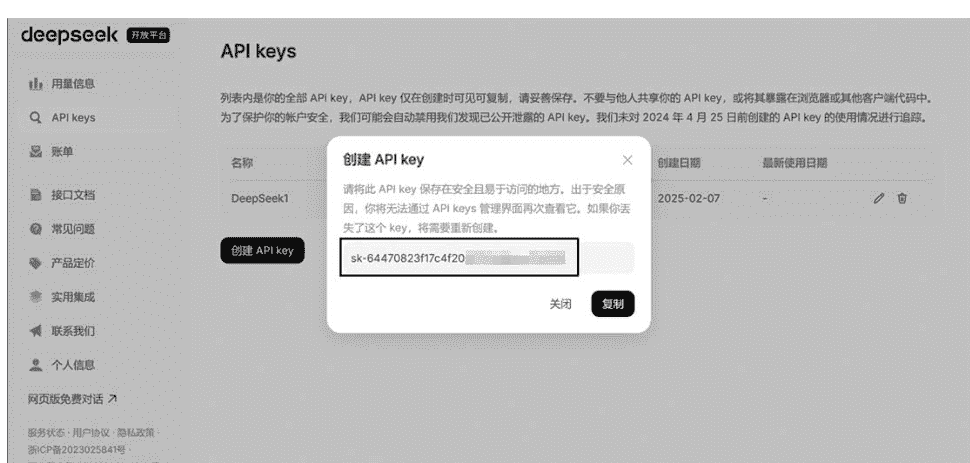 deepseek 开放平台
用量信息
API keys
账单
接口文档
常见问题
产品定价
实用集成
联系我们
个人信息
网页版免费对话
服务状态 · 用户协议 · 隐私政策 ·
浙ICP备2023025841号 ·
API keys
列表内是你的全部 API key，API key 仅在创建时可见可复制，请妥善保存。不要与他人共享你的 API key，或将其暴露在浏览器或其他客户端代码中。
为了保护你的帐户安全，我们可能会自动禁用我们发现已公开泄露的 API key。我们未对 2024 年 4 月 25 日前创建的 API key 的使用情况进行追踪。
名称 创建日期 最新使用日期
DeepSeek1 2025-02-07 -
创建 API key
创建 API key
请将此 API key 保存在安全且易于访问的地方。出于安全原
因，你将无法通过 API keys 管理界面再次查看它。如果你丢
失了这个 key，将需要重新创建。
sk-64470823f17c4f20
关闭 复制